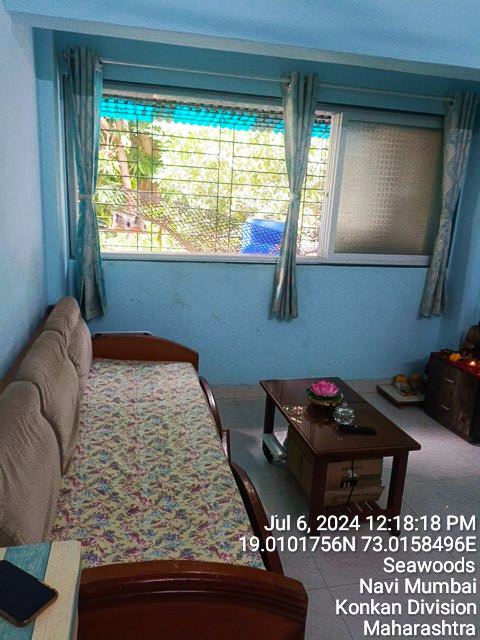 Jul 6, 2024 12:18:18 PM
19.0101756N 73.0158496E
Seawoods
Navi Mumbai
Konkan Division
Maharashtra